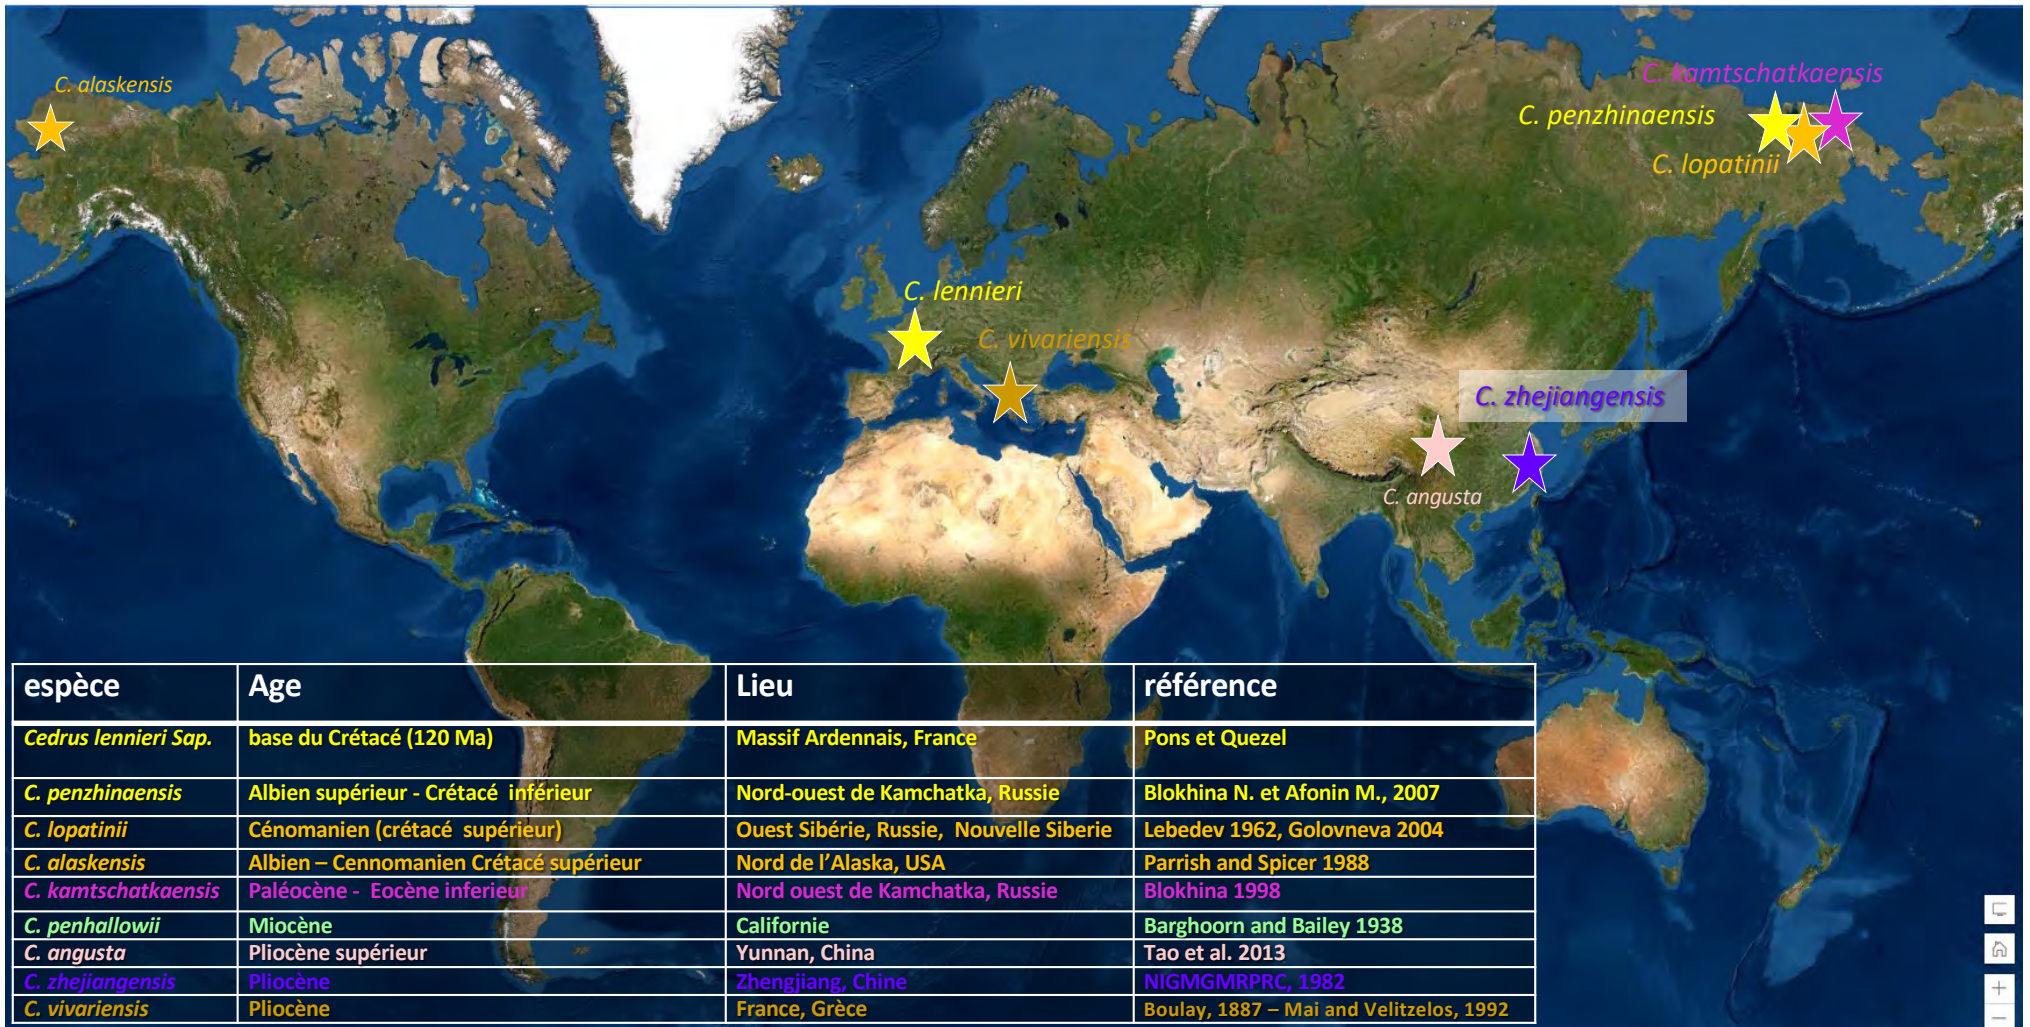 C. alaskensis
C. kamtschatkaensis
C. penzhinaensis
C. lopatinii
C. lennieri
C. vivariensis
C. zhejiangensis
C. angusta
espèce Age Lieu référence
Cedrus lennieri Sap. base du Crétacé (120 Ma) Massif Ardennais, France Pons et Quezel
C. penzhinaensis Albien supérieur - Crétacé inférieur Nord-ouest de Kamchatka, Russie Blokhina N. et Afonin M., 2007
C. lopatinii Cénomanien (crétacé supérieur) Ouest Sibérie, Russie, Nouvelle Siberie Lebedev 1962, Golovneva 2004
C. alaskensis Albien – Cennomanien Crétacé supérieur Nord de l’Alaska, USA Parrish and Spicer 1988
C. kamtschatkaensis Paléocène - Eocène inferieur Nord ouest de Kamchatka, Russie Blokhina 1998
C. penhallowii Miocène Californie Barghoorn and Bailey 1938
C. angusta Pliocène supérieur Yunnan, China Tao et al. 2013
C. zhejiangensis Pliocène Zhengjiang, Chine NIGMGMRPRC, 1982
C. vivariensis Pliocène France, Grèce Boulay, 1887 – Mai and Velitzelos, 1992